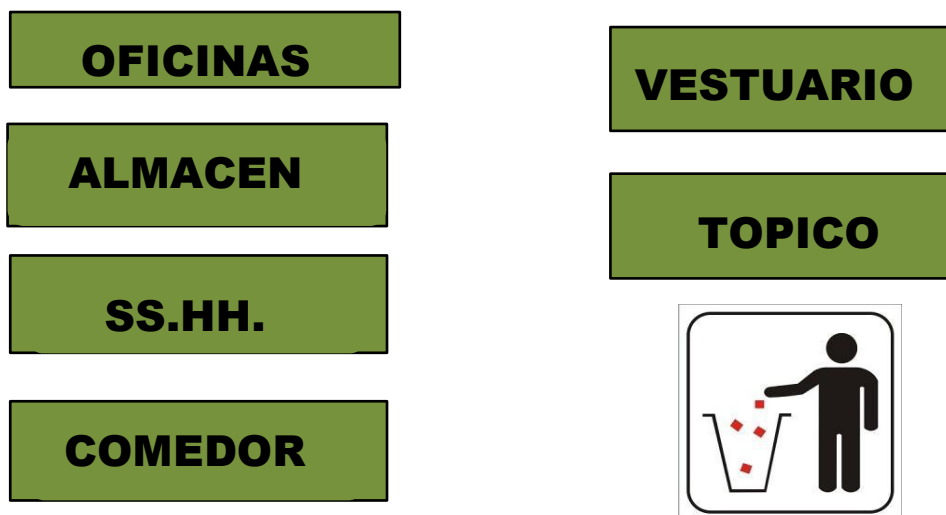 OFICINAS
ALMACEN
SS.HH.
COMEDOR
VESTUARIO
TOPICO